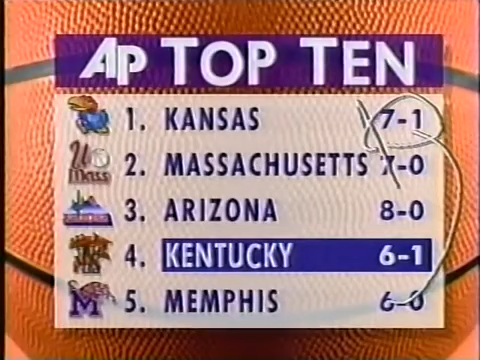 AP TOP TEN
1. KANSAS 7-1
UMass 2. MASSACHUSETTS 7-0
3. ARIZONA 8-0
4. KENTUCKY 6-1
M 5. MEMPHIS 6-0